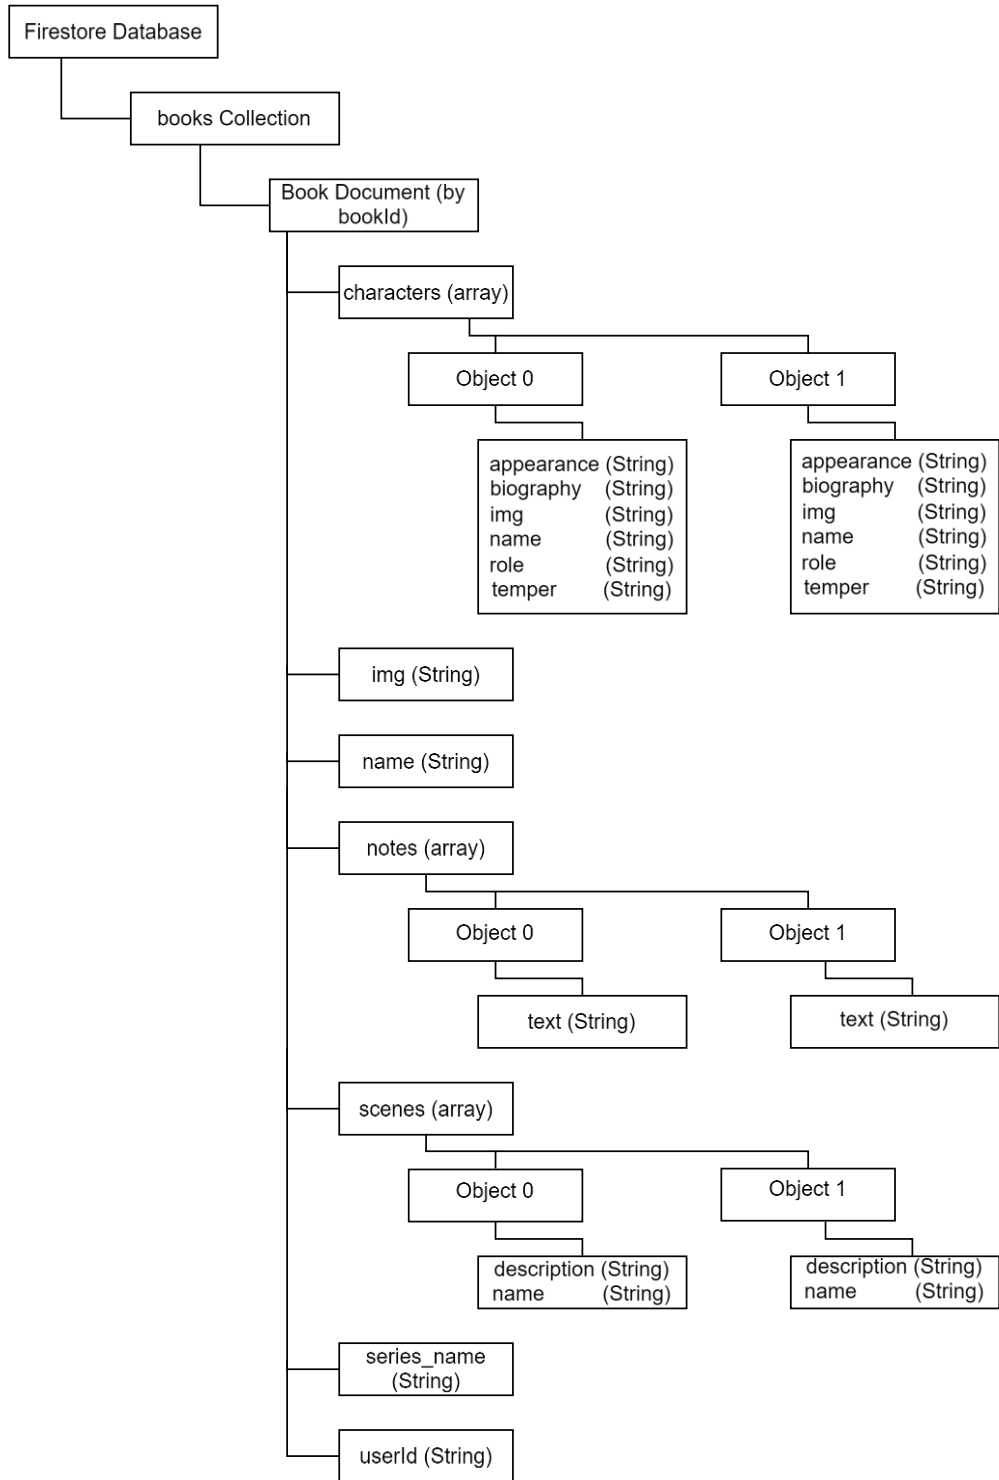 Firestore Database
books Collection
Book Document (by
bookId)
characters (array)
Object 0
Object 1
appearance (String)
biography (String)
img (String)
name (String)
role (String)
temper (String)
appearance (String)
biography (String)
img (String)
name (String)
role (String)
temper (String)
img (String)
name (String)
notes (array)
Object 0
Object 1
text (String)
text (String)
scenes (array)
Object 0
Object 1
description (String)
name (String)
description (String)
name (String)
series_name
(String)
userId (String)